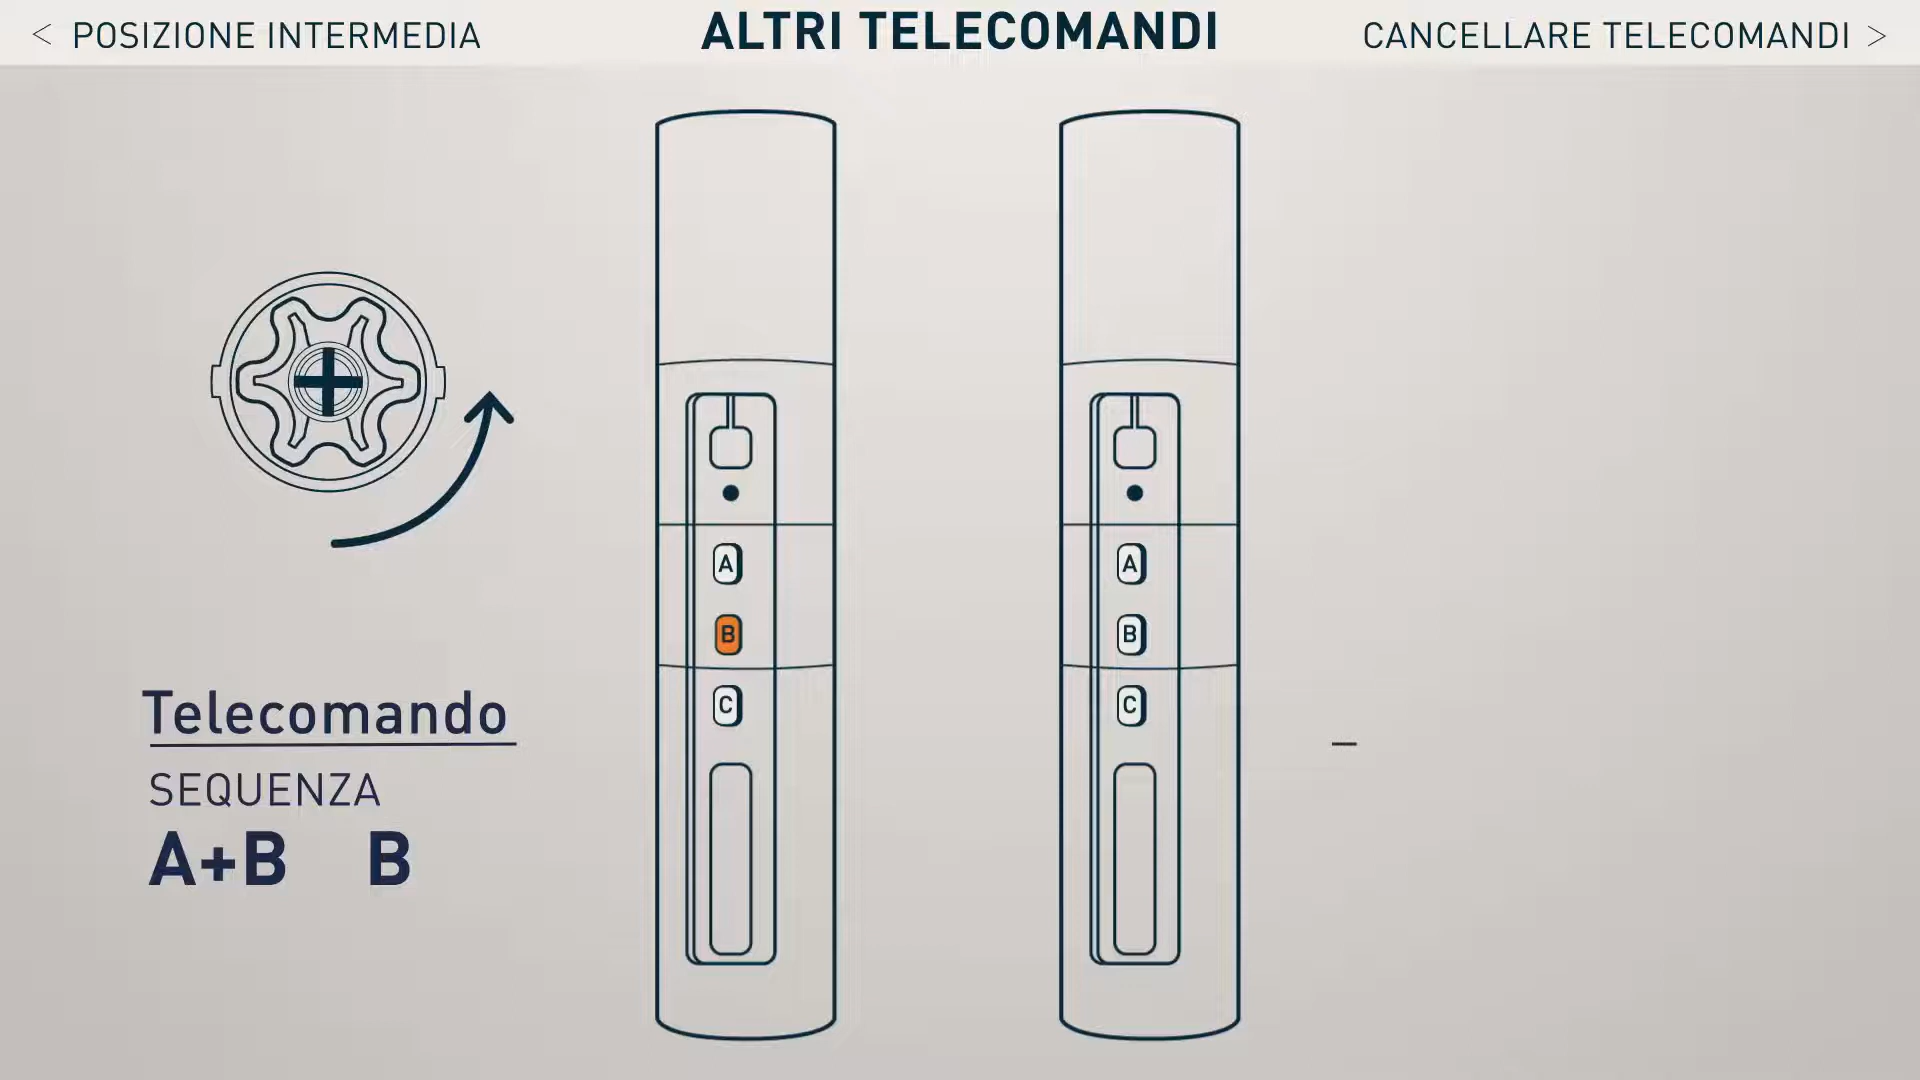 < POSIZIONE INTERMEDIA
ALTRI TELECOMANDI
CANCELLARE TELECOMANDI >
A
B
C
A
B
C
Telecomando
SEQUENZA
A+B B